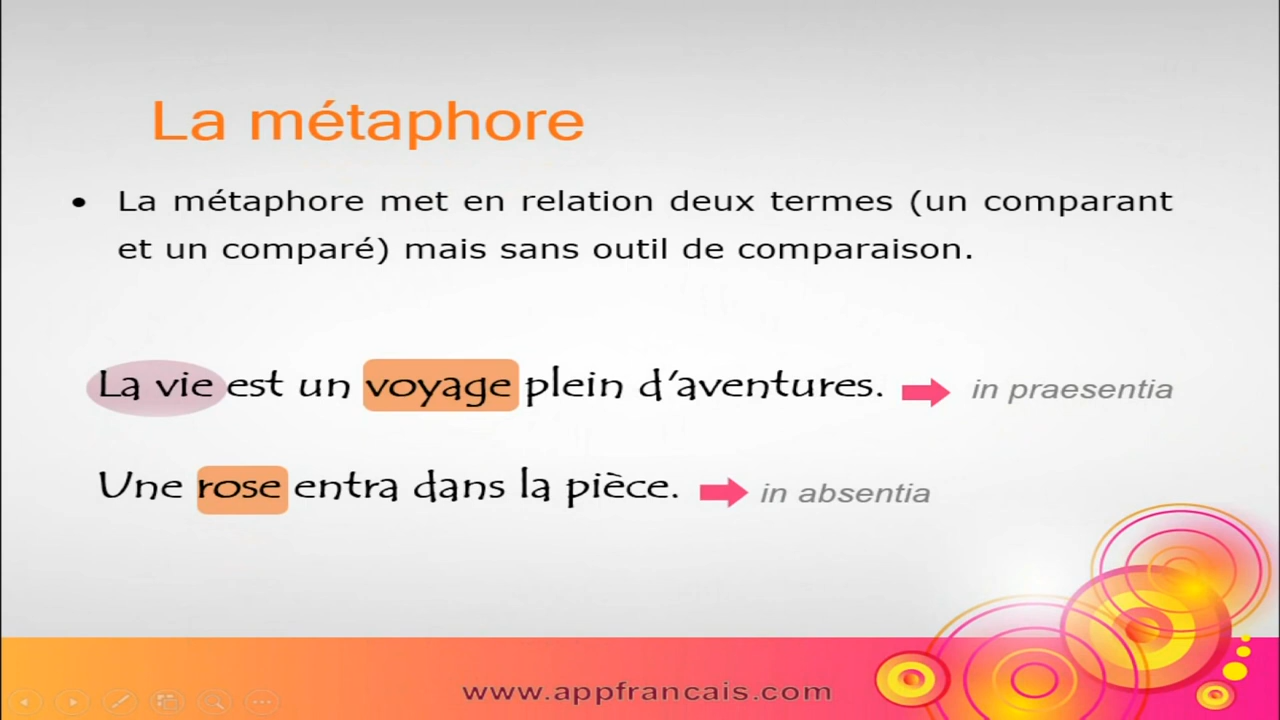 La métaphore
• La métaphore met en relation deux termes (un comparant
et un comparé) mais sans outil de comparaison.
La vie est un voyage plein d'aventures. in praesentia
Une rose entra dans la pièce. in absentia
www.appfrancais.com